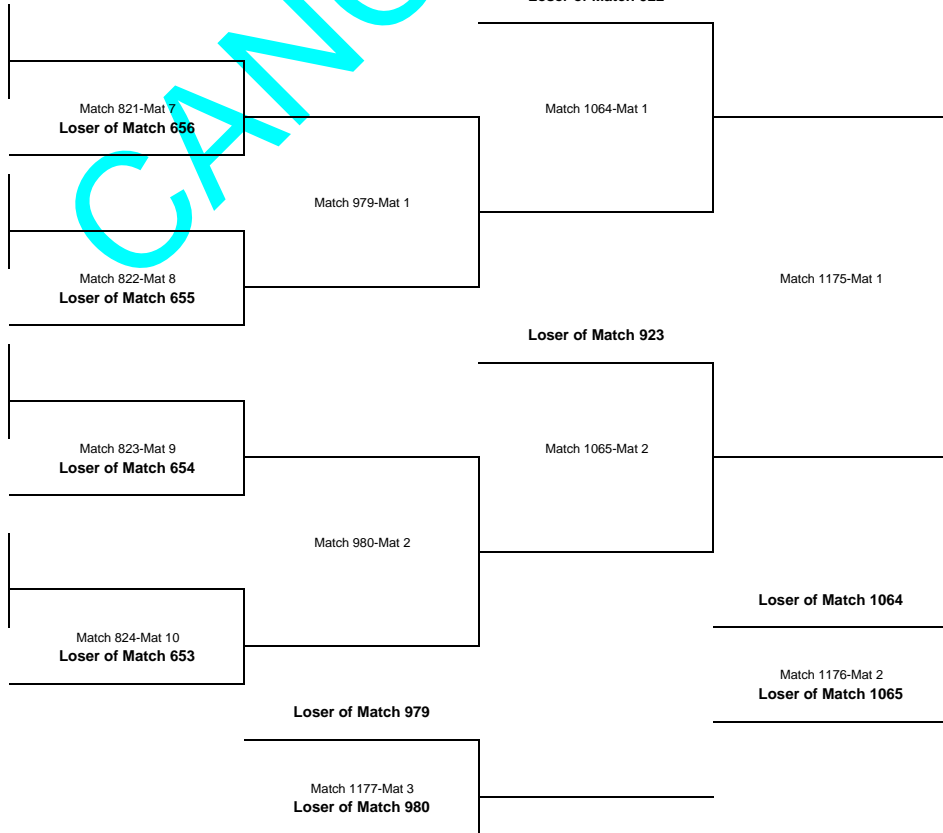 Match 1064-Mat 1
Match 821-Mat 7
Loser of Match 656
Match 979-Mat 1
Match 822-Mat 8
Loser of Match 655
Match 1175-Mat 1
Loser of Match 923
Match 823-Mat 9
Loser of Match 654
Match 1065-Mat 2
Match 980-Mat 2
Loser of Match 1064
Match 824-Mat 10
Loser of Match 653
Match 1176-Mat 2
Loser of Match 1065
Loser of Match 979
Match 1177-Mat 3
Loser of Match 980